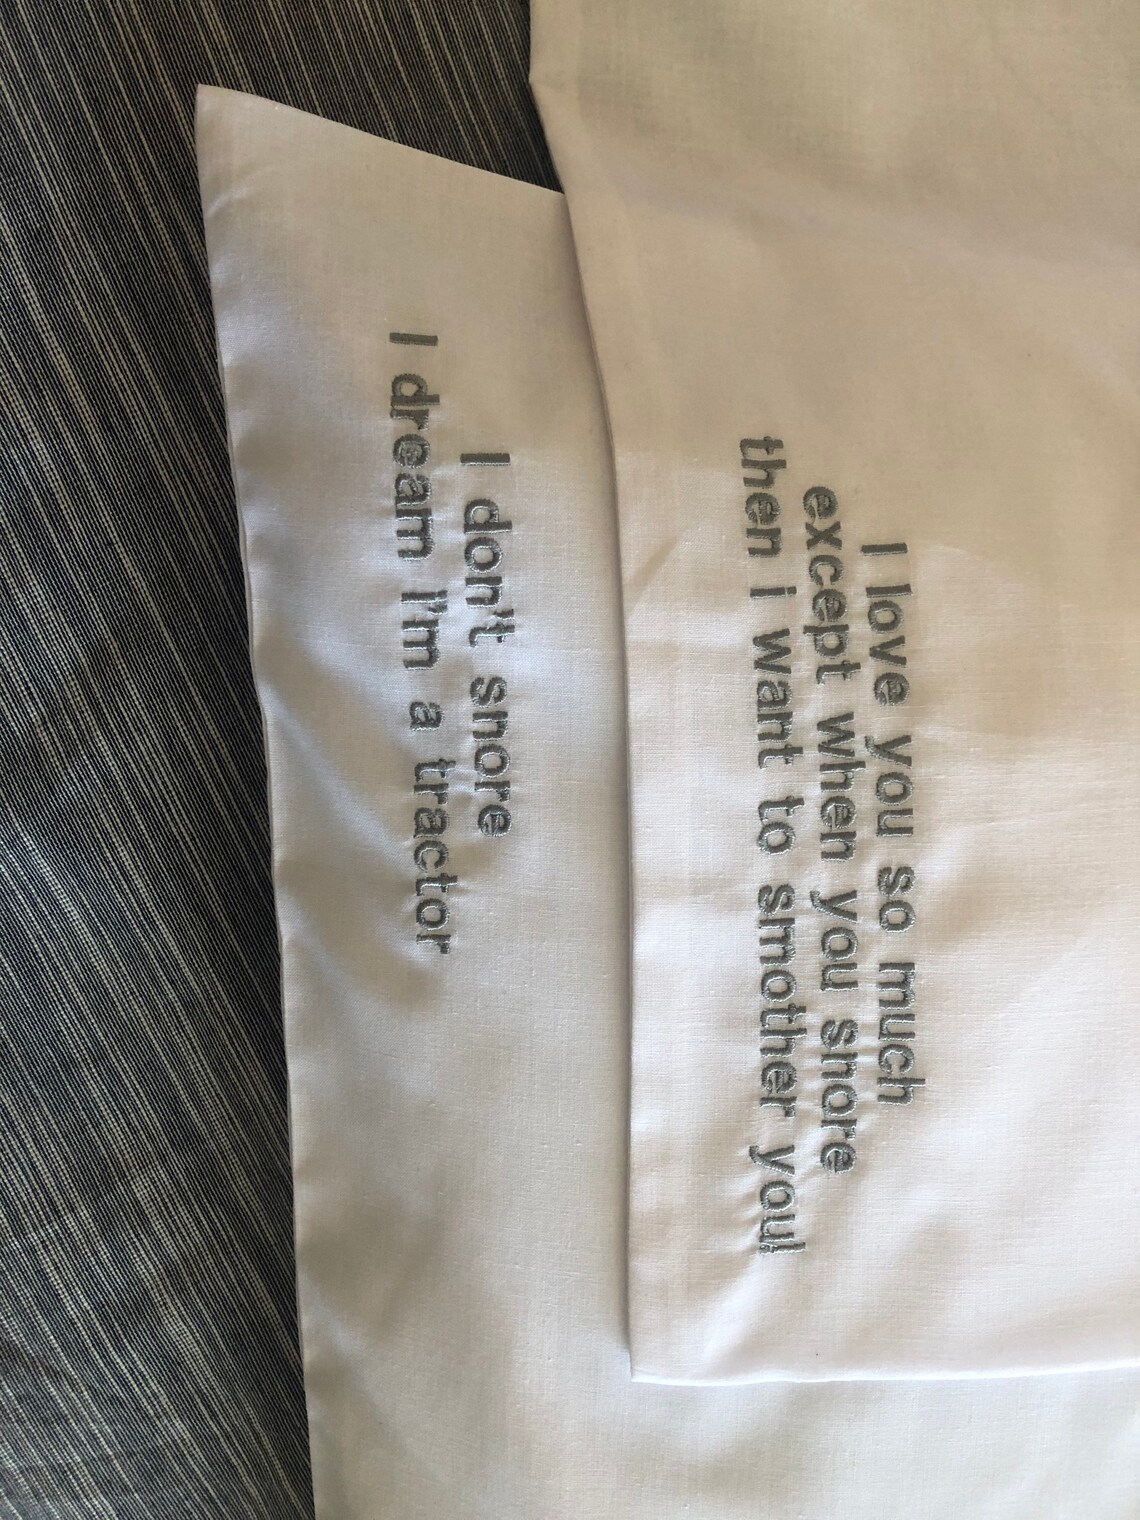 I love you so much
except when you snore
then i want to smother you!
I don't snore
I dream I'm a tractor